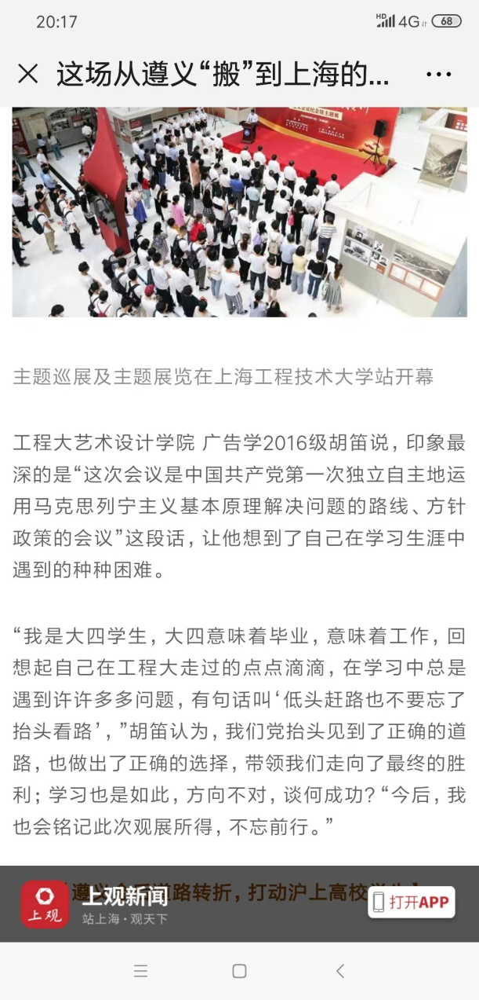 20:17
HD 4G 68
这场从遵义“搬”到上海的...
纪念馆主题展
主题巡展及主题展览在上海工程技术大学站开幕
工程大艺术设计学院 广告学2016级胡笛说，印象最
深的是“这次会议是中国共产党第一次独立自主地运
用马克思列宁主义基本原理解决问题的路线、方针
政策的会议”这段话，让他想到了自己在学习生涯中
遇到的种种困难。
“我是大四学生，大四意味着毕业，意味着工作，回
想起自己在工程大走过的点点滴滴，在学习中总是
遇到许许多多问题，有句话叫‘低头赶路也不要忘了
抬头看路’，”胡笛认为，我们党抬头见到了正确的道
路，也做出了正确的选择，带领我们走向了最终的胜
利；学习也是如此，方向不对，谈何成功？“今后，我
也会铭记此次观展所得，不忘前行。”
遵义 道路转折，打动沪上高校
上观
上观新闻
站上海·观天下
打开APP